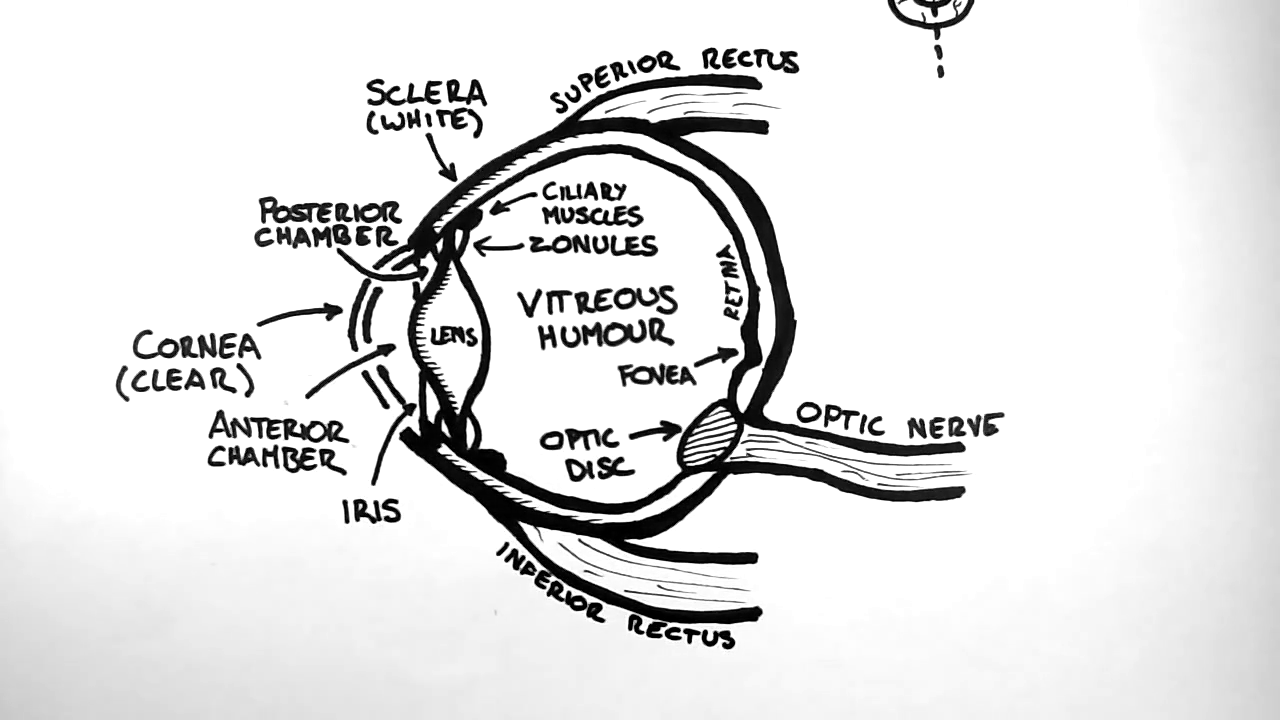 SUPERIOR RECTUS
SCLERA
(WHITE)
CILIARY
MUSCLES
POSTERIOR
CHAMBER
ZONULES
RETINA
VITREOUS
HUMOUR
LENS
CORNEA
(CLEAR)
FOVEA
ANTERIOR
CHAMBER
OPTIC NERVE
OPTIC
DISC
IRIS
INFERIOR RECTUS